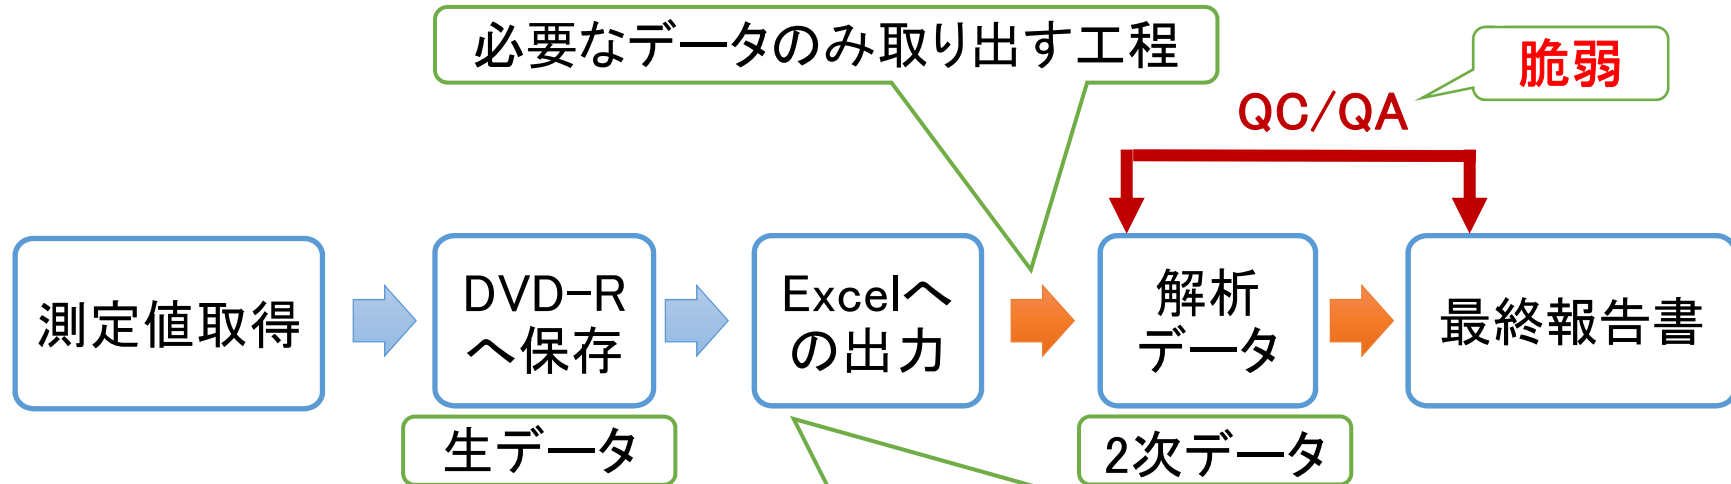 必要なデータのみ取り出す工程
脆弱
QC/QA
測定値取得
DVD-R
へ保存
Excelへ
の出力
解析
データ
最終報告書
生データ
2次データ